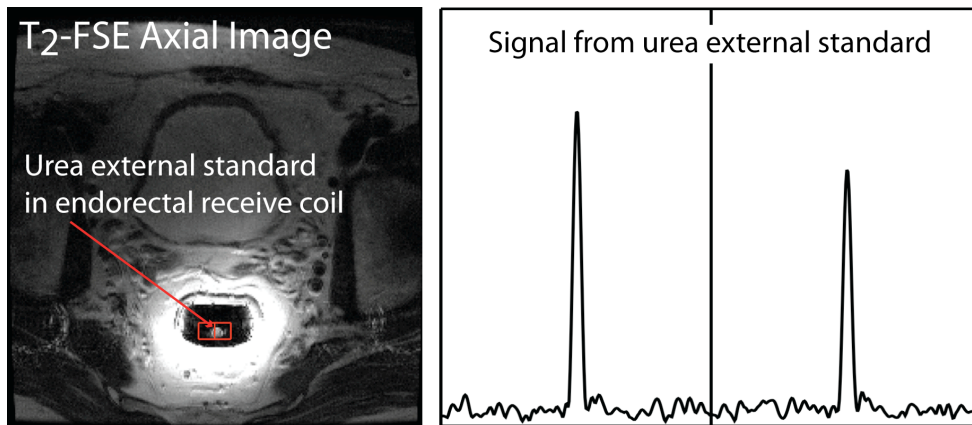 T2-FSE Axial Image
Urea external standard
in endorectal receive coil
Signal from urea external standard